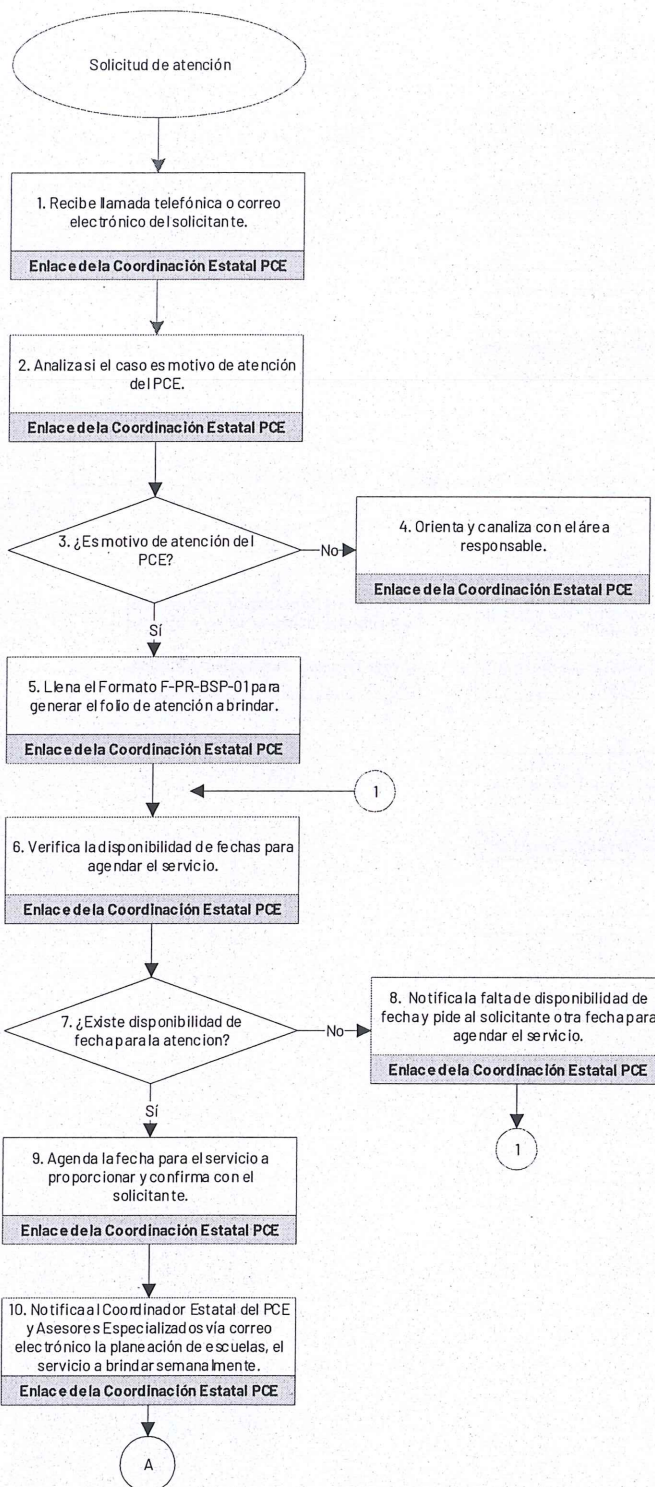 Solicitud de atención
1. Recibe llamada telefónica o correo
electrónico del solicitante.
Enlace de la Coordinación Estatal PCE
2. Analiza si el caso es motivo de atención
del PCE.
Enlace de la Coordinación Estatal PCE
3. ¿Es motivo de atención del
PCE?
No
4. Orienta y canaliza con el área
responsable.
Enlace de la Coordinación Estatal PCE
Sí
5. Llena el Formato F-PR-BSP-01 para
generar el folio de atención a brindar.
Enlace de la Coordinación Estatal PCE
1
6. Verifica la disponibilidad de fechas para
agendar el servicio.
Enlace de la Coordinación Estatal PCE
7. ¿Existe disponibilidad de
fecha para la atencion?
No
8. Notifica la falta de disponibilidad de
fecha y pide al solicitante otra fecha para
agendar el servicio.
Enlace de la Coordinación Estatal PCE
1
Sí
9. Agenda la fecha para el servicio a
proporcionar y confirma con el
solicitante.
Enlace de la Coordinación Estatal PCE
10. Notifica al Coordinador Estatal del PCE
y Asesores Especializados vía correo
electrónico la planeación de escuelas, el
servicio a brindar semanalmente.
Enlace de la Coordinación Estatal PCE
A